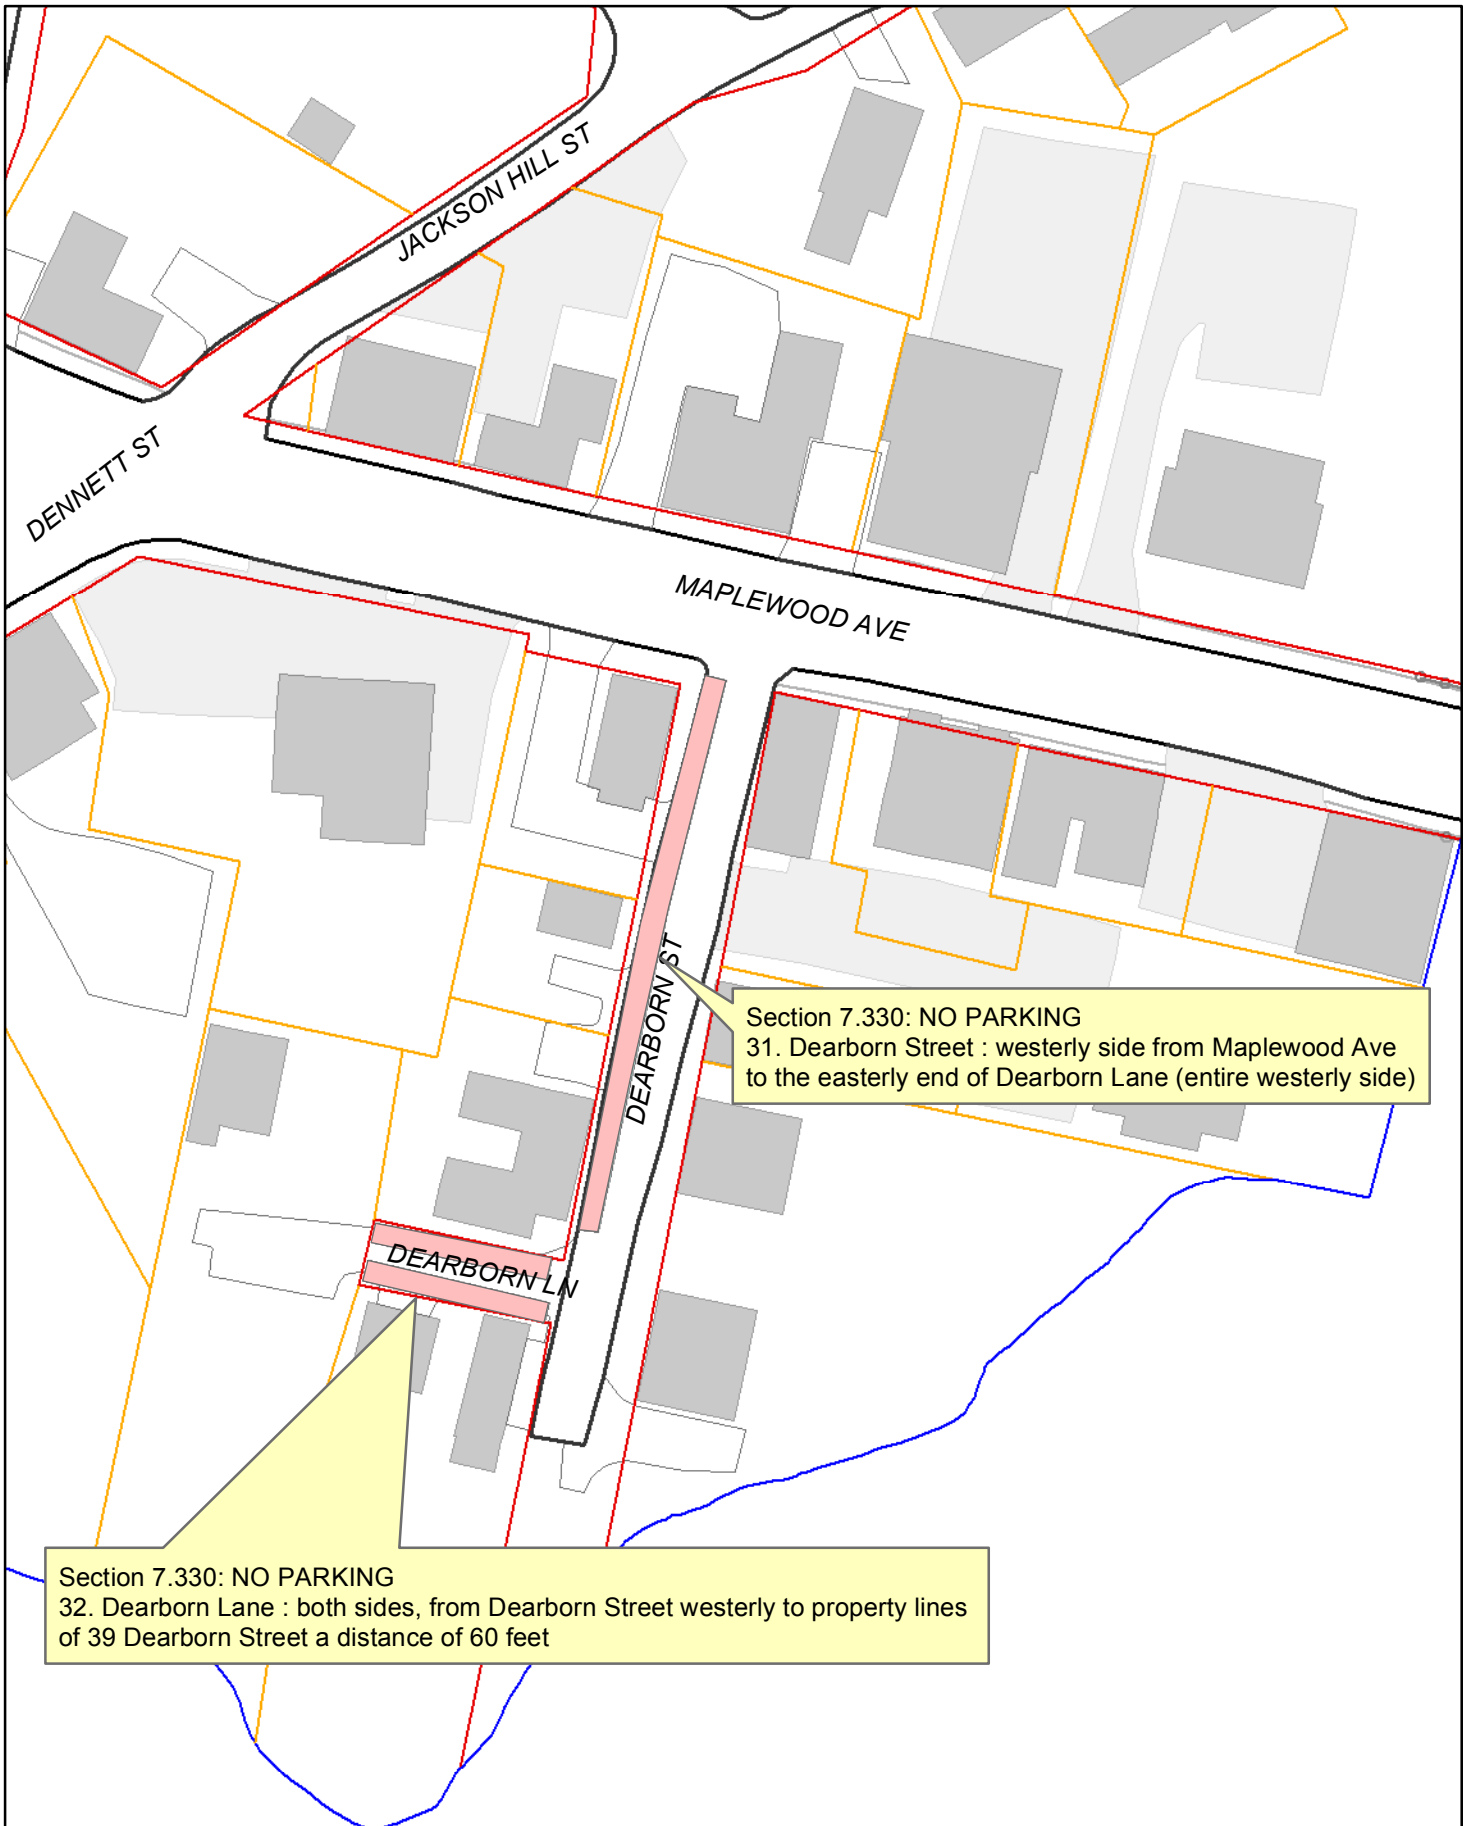 JACKSON HILL ST
DENNETT ST
MAPLEWOOD AVE
DEARBORN ST
Section 7.330: NO PARKING
31. Dearborn Street : westerly side from Maplewood Ave
to the easterly end of Dearborn Lane (entire westerly side)
DEARBORN LN
Section 7.330: NO PARKING
32. Dearborn Lane : both sides, from Dearborn Street westerly to property lines
of 39 Dearborn Street a distance of 60 feet